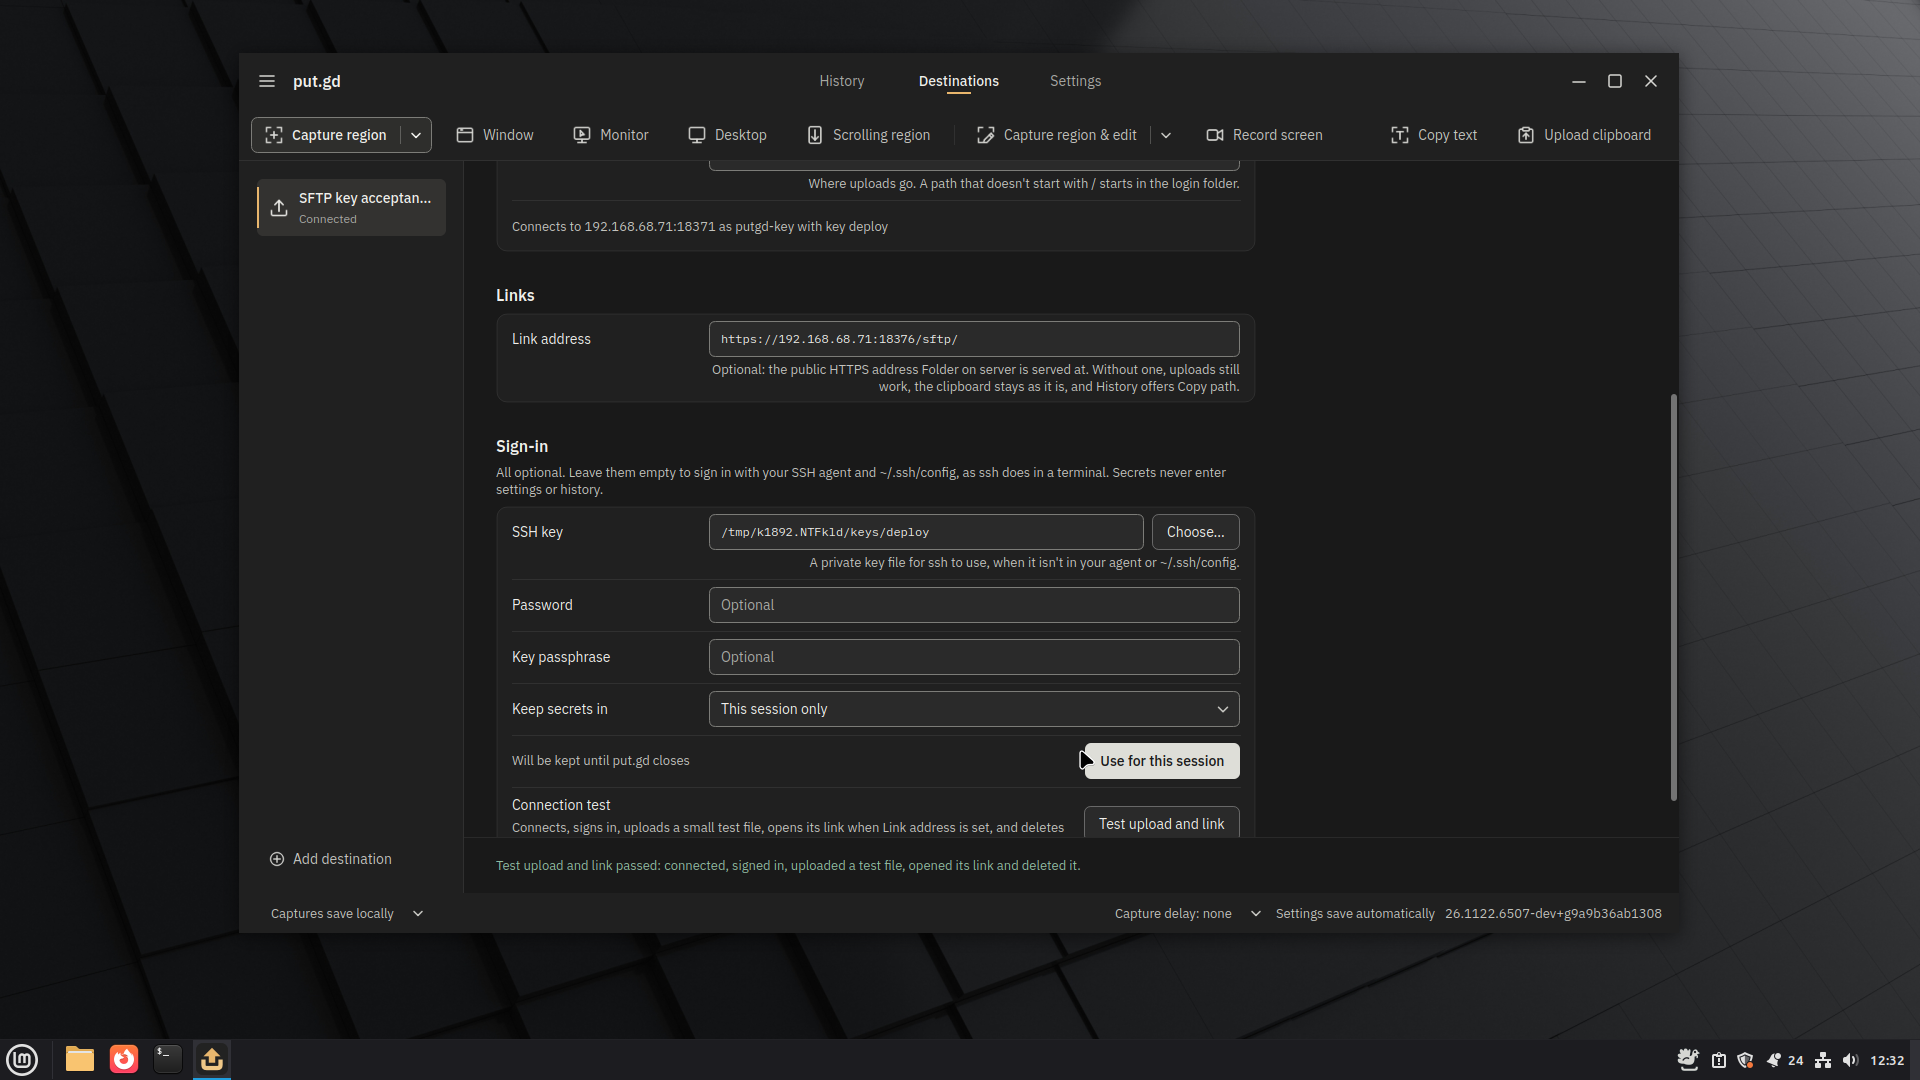 put.gd
History
Destinations
Settings
Capture region
Window
Monitor
Desktop
Scrolling region
Capture region & edit
Record screen
Copy text
Upload clipboard
SFTP key acceptan...
Connected
Where uploads go. A path that doesn't start with / starts in the login folder.
Connects to 192.168.68.71:18371 as putgd-key with key deploy
Links
Link address
https://192.168.68.71:18376/sftp/
Optional: the public HTTPS address Folder on server is served at. Without one, uploads still
work, the clipboard stays as it is, and History offers Copy path.
Sign-in
All optional. Leave them empty to sign in with your SSH agent and ~/.ssh/config, as ssh does in a terminal. Secrets never enter
settings or history.
SSH key
/tmp/k1892.NTFkld/keys/deploy
Choose...
A private key file for ssh to use, when it isn't in your agent or ~/.ssh/config.
Password
Optional
Key passphrase
Optional
Keep secrets in
This session only
Will be kept until put.gd closes
Use for this session
Connection test
Connects, signs in, uploads a small test file, opens its link when Link address is set, and deletes
Test upload and link
Add destination
Test upload and link passed: connected, signed in, uploaded a test file, opened its link and deleted it.
Captures save locally
Capture delay: none
Settings save automatically
26.1122.6507-dev+g9a9b36ab1308
24
12:32